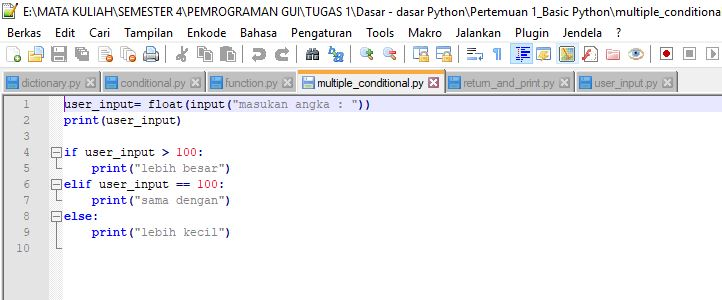 E:\MATA KULIAH\SEMESTER 4\PEMROGRAMAN GUI\TUGAS 1\Dasar - dasar Python\Pertemuan 1_Basic Python\multiple_conditiona
Berkas Edit Cari Tampilan Enkode Bahasa Pengaturan Tools Makro Jalankan Plugin Jendela ?
dictionary.py conditional.py function.py multiple_conditional.py return_and_print.py user_input.py
1 user_input= float(input("masukan angka : "))
2 print(user_input)
3
4 if user_input > 100:
5 print("lebih besar")
6 elif user_input == 100:
7 print("sama dengan")
8 else:
9 print("lebih kecil")
10